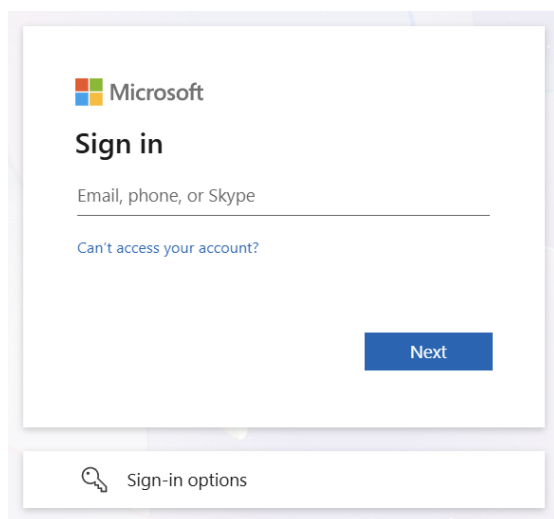 Microsoft
Sign in
Email, phone, or Skype
Can't access your account?
Next
Sign-in options